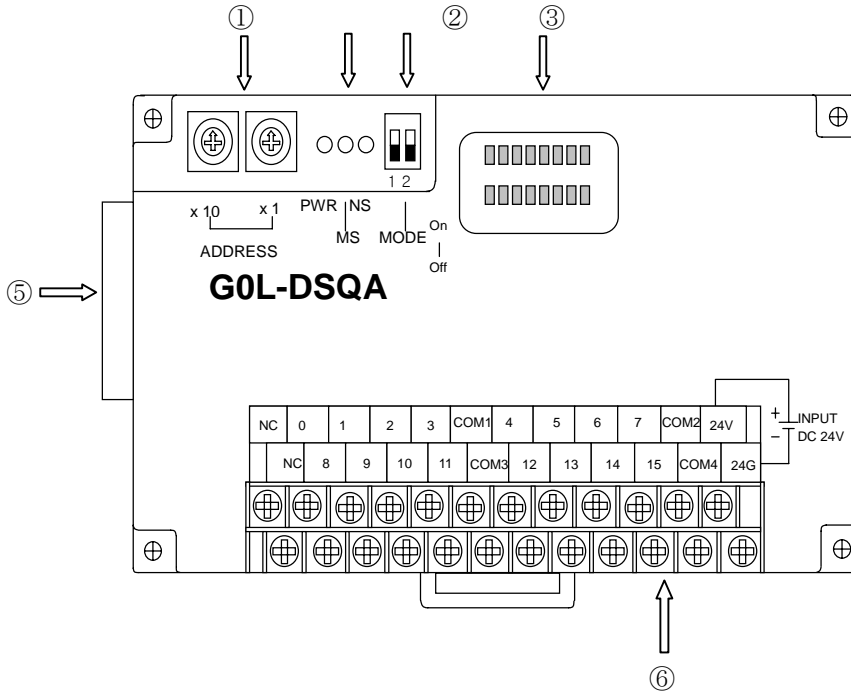 ① ② ③
1 2
x 10 x 1 PWR NS
MS MODE On
ADDRESS Off
⑤ G0L-DSQA
NC 0 1 2 3 COM1 4 5 6 7 COM2 24V + INPUT
− DC 24V
NC 8 9 10 11 COM3 12 13 14 15 COM4 24G
⑥